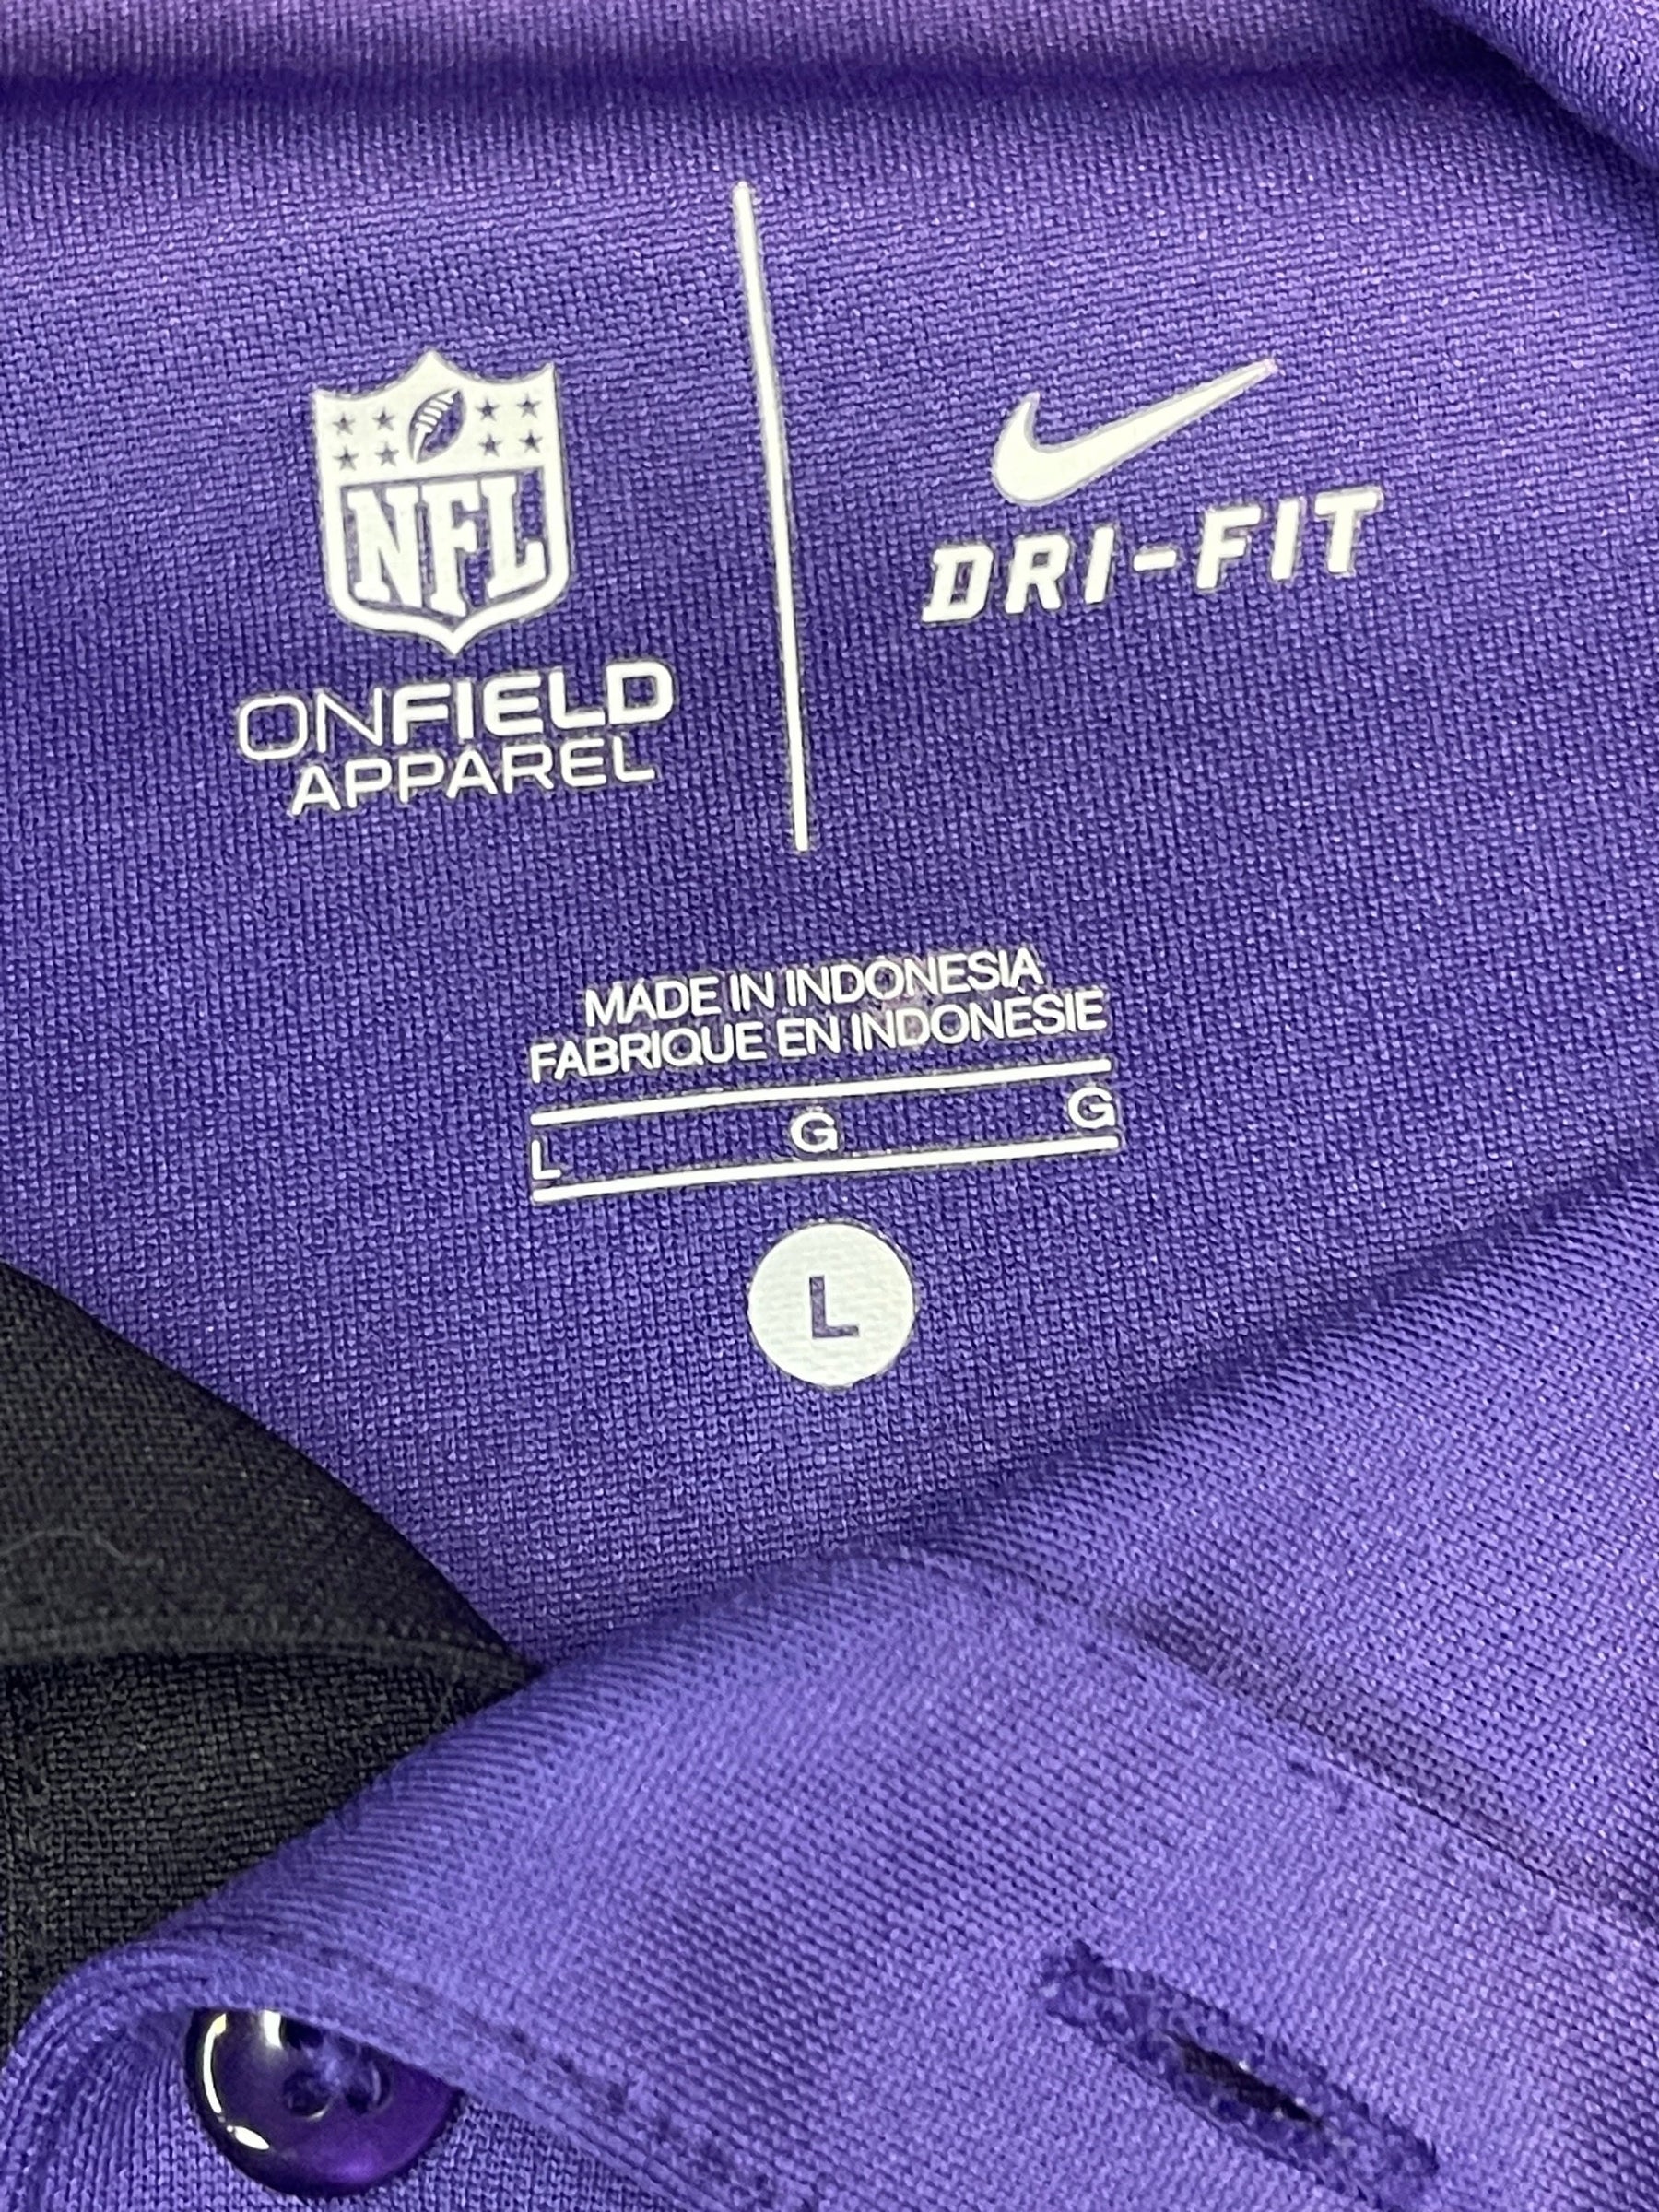 NFL
ONFIELD
APPAREL
DRI-FIT
MADE IN INDONESIA
FABRIQUE EN INDONESIE
L G G
L